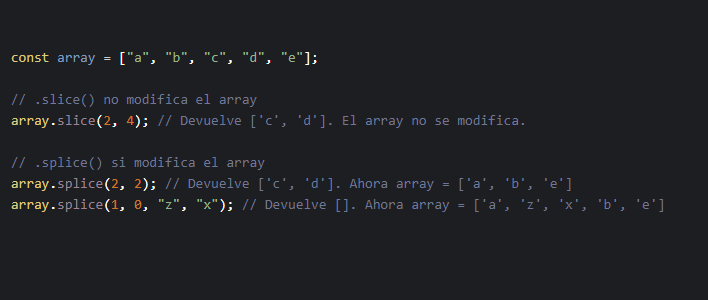 const array = ["a", "b", "c", "d", "e"];
// .slice() no modifica el array
array.slice(2, 4); // Devuelve ['c', 'd']. El array no se modifica.
// .splice() si modifica el array
array.splice(2, 2); // Devuelve ['c', 'd']. Ahora array = ['a', 'b', 'e']
array.splice(1, 0, "z", "x"); // Devuelve []. Ahora array = ['a', 'z', 'x', 'b', 'e']